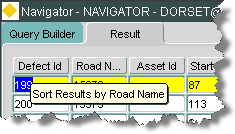 Navigator - NAVIGATOR - DORSET@
Query Builder Result
Defect Id Road N... Asset Id Start
199 87
Sort Results by Road Name
200 113